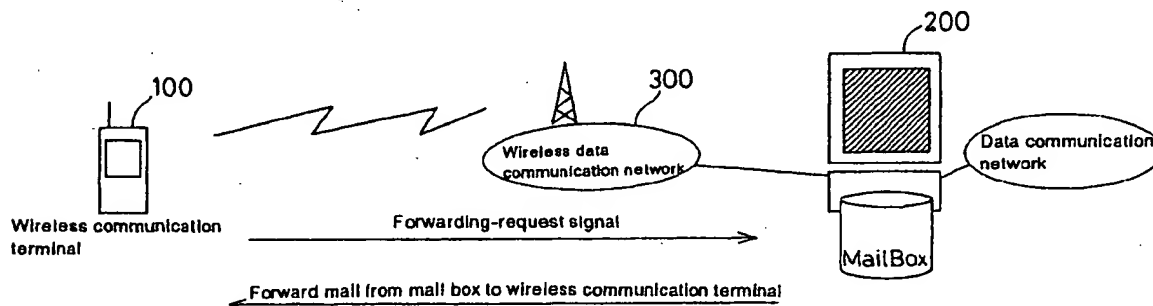 200
100
300
Wireless data
communication network
Data communication
network
Wireless communication
terminal
Forwarding-request signal
MailBox
Forward mail from mail box to wireless communication terminal